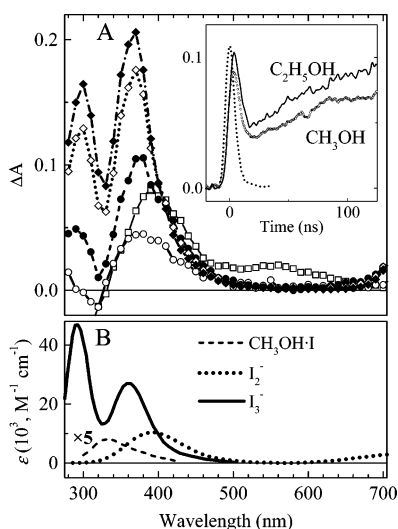 A
0.2
0.1
0.0
ΔA
0.1
0.0
C₂H₅OH
CH₃OH
0
100
Time (ns)
B
40
20
0
ε (10³, M⁻¹ cm⁻¹)
×5
CH₃OH·I
I₂⁻
I₃⁻
300 400 500 600 700
Wavelength (nm)